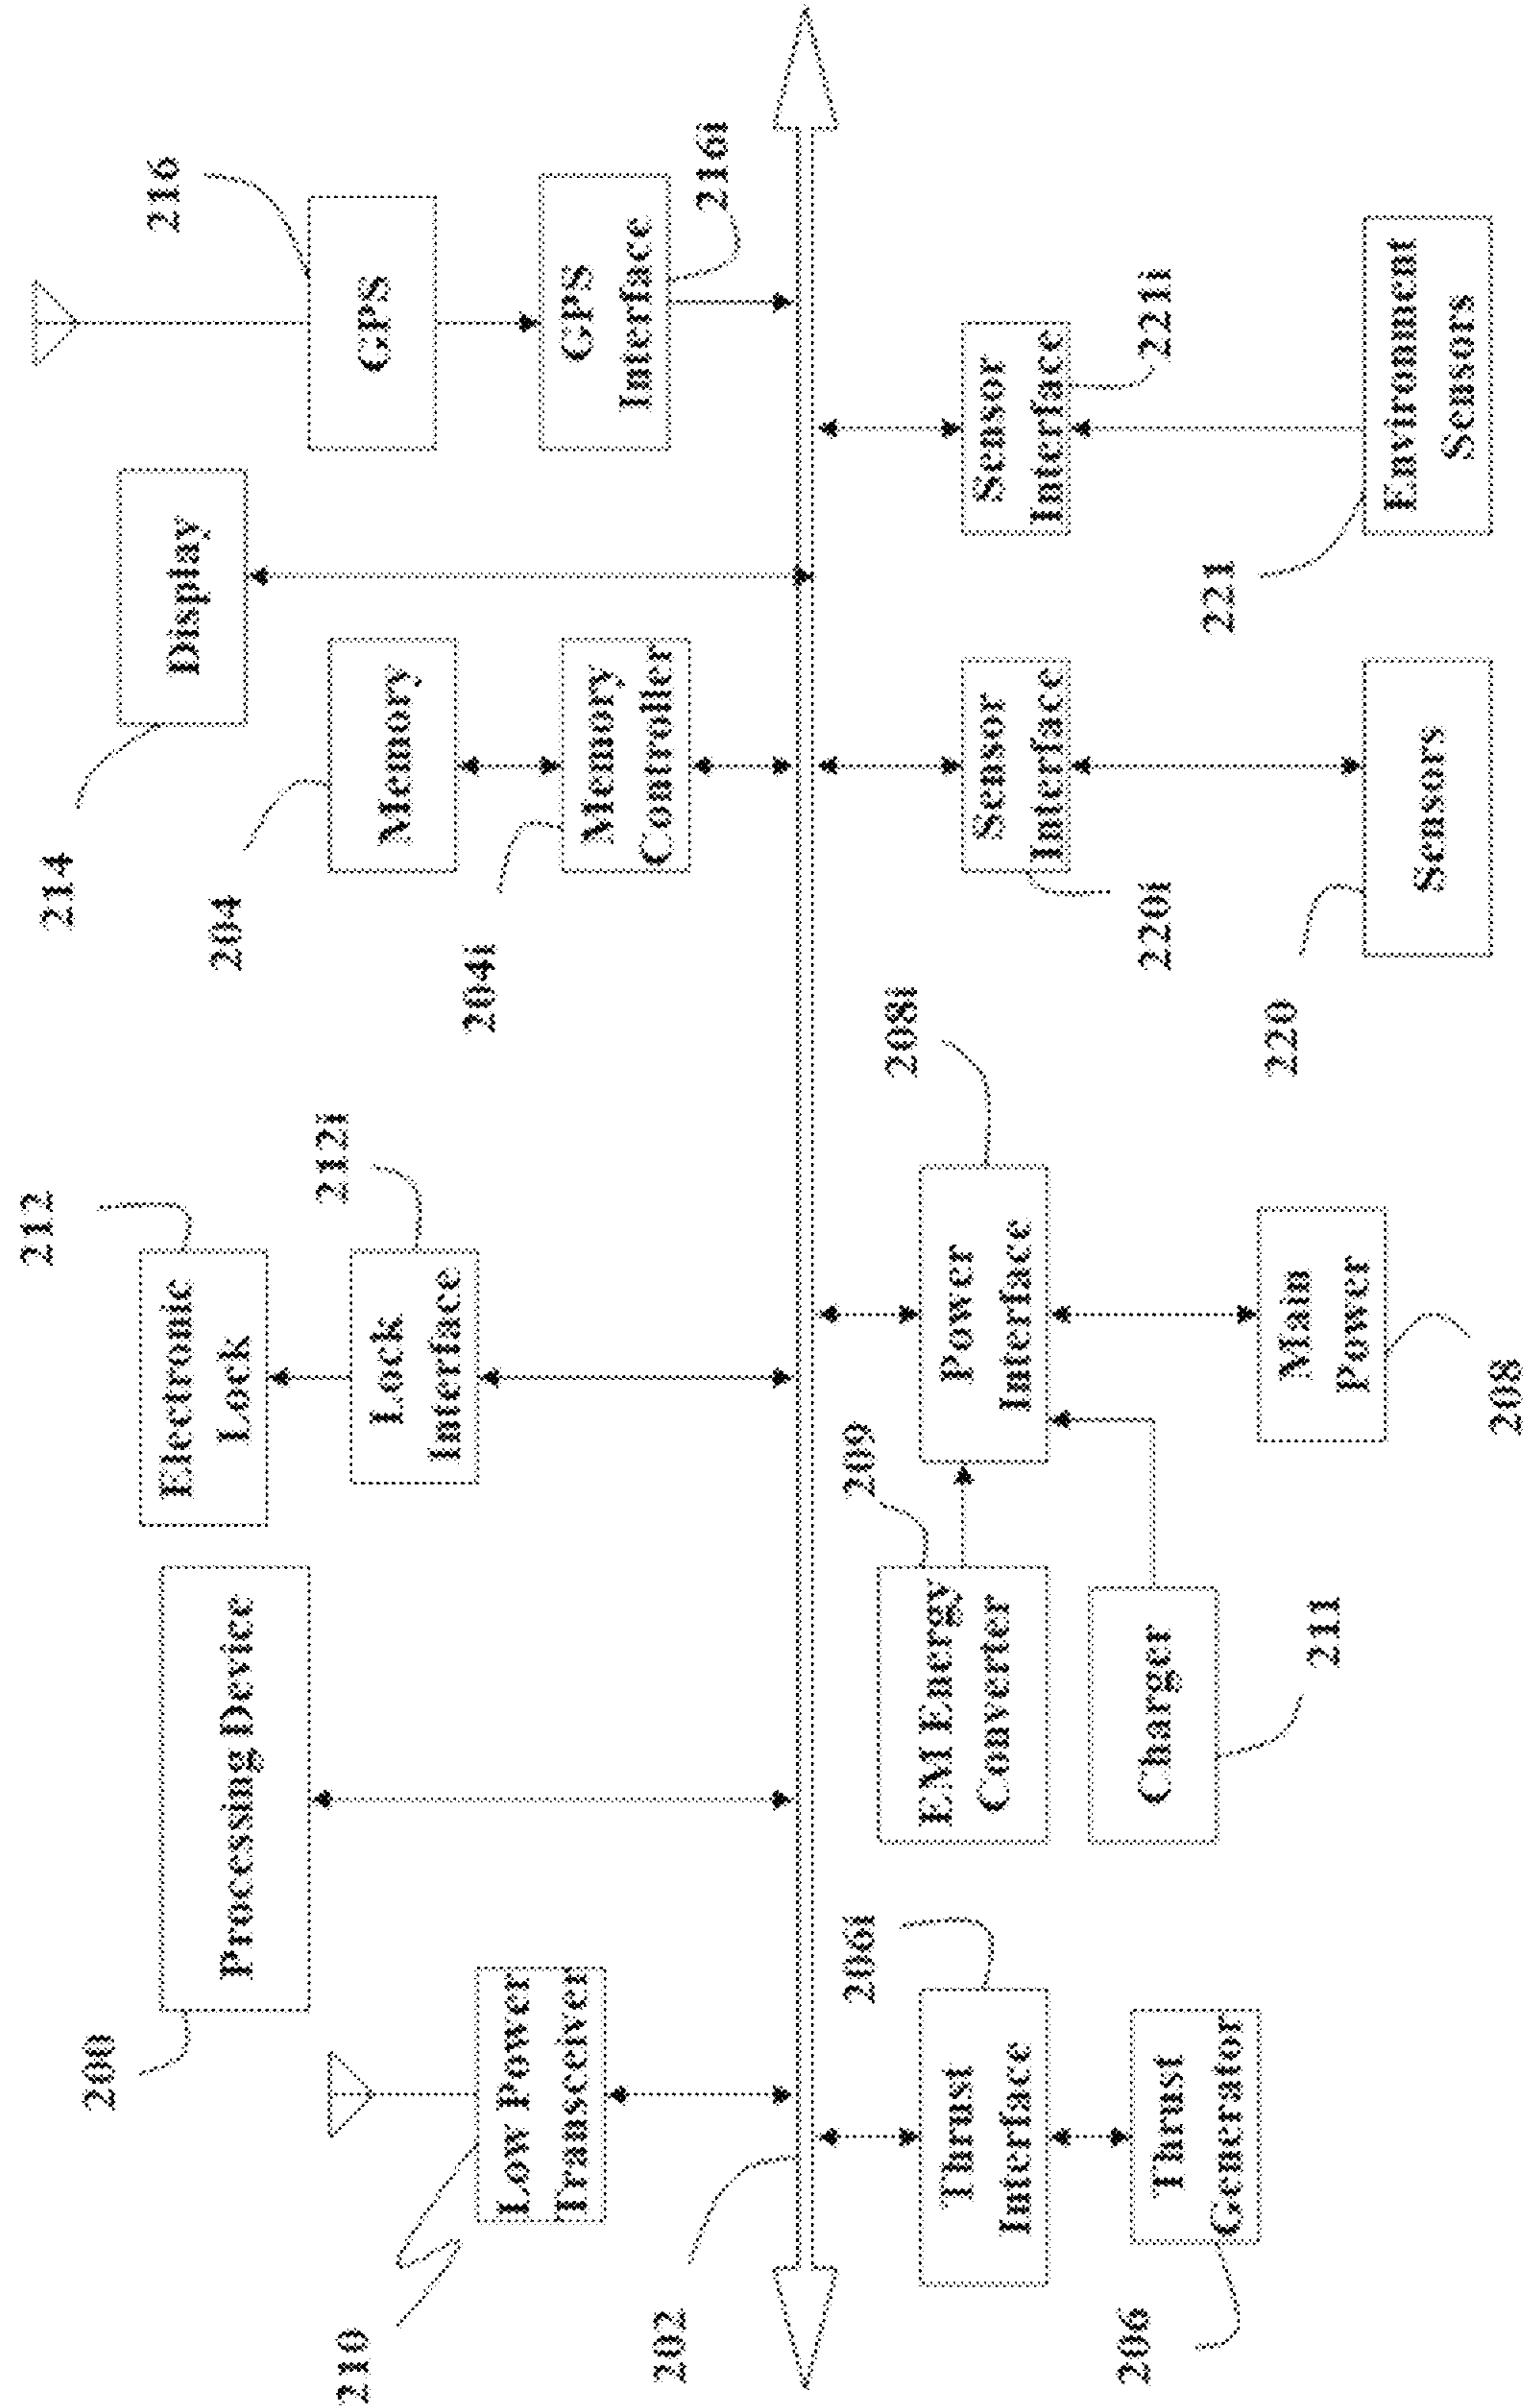 212
216
214
200
Electronic
Lock
Processing Device
Display
212i
204
GPS
210
Memory
Lock
Interface
204i
Low Power
Transceiver
GPS
Interface
Memory
Controller
216i
202
206i
209
208i
Thrust
Interface
EM Energy
Converter
Power
Interface
Sensor
Interface
Sensor
Interface
206
Thrust
Generator
Charger
220i
221i
221
211
Main
Power
220
Sensors
Environment
Sensors
208